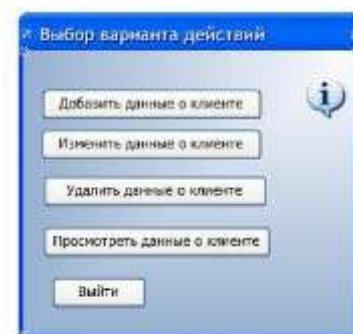 Выбор варианта действий
Добавить данные о клиенте
Изменить данные о клиенте
Удалить данные о клиенте
Просмотреть данные о клиенте
Выйти